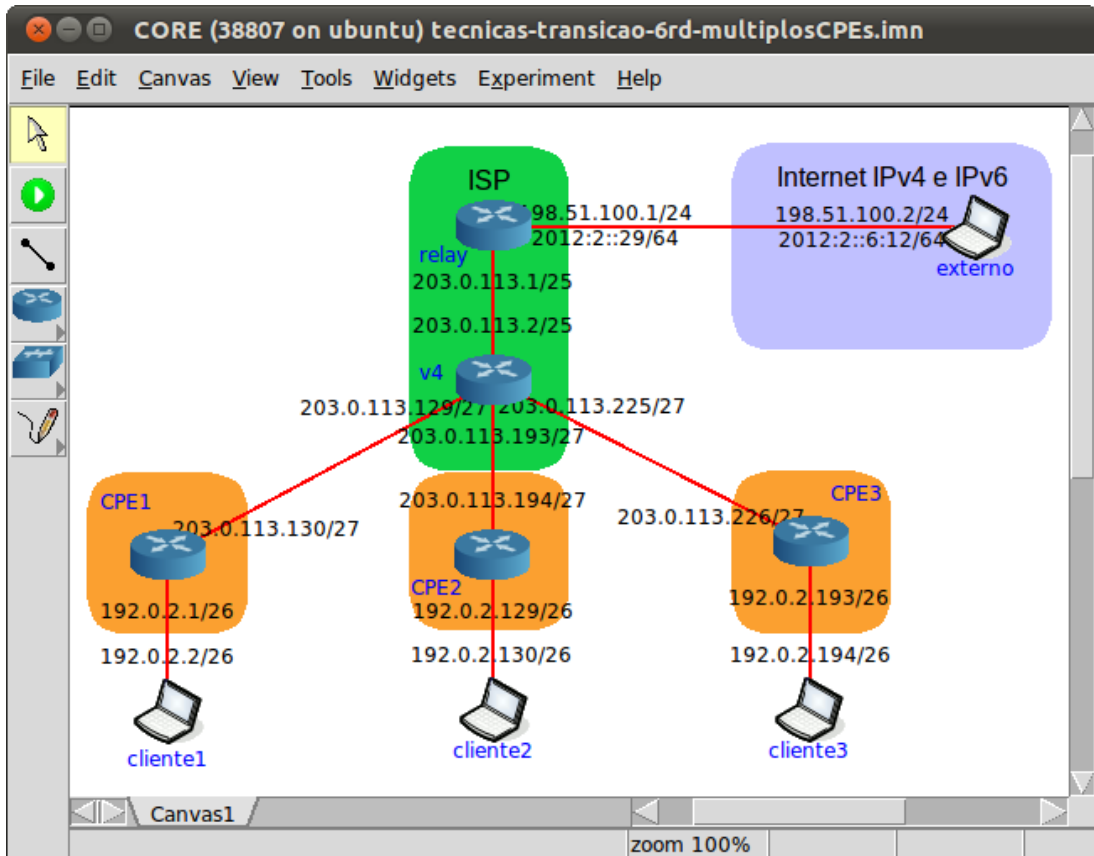 CORE (38807 on ubuntu) tecnicas-transicao-6rd-multiplosCPEs.imn
File Edit Canvas View Tools Widgets Experiment Help
ISP
Internet IPv4 e IPv6
198.51.100.1/24
198.51.100.2/24
2012:2::29/64
2012:2::6:12/64
relay
externo
203.0.113.1/25
203.0.113.2/25
v4
203.0.113.129/27
203.0.113.225/27
203.0.113.193/27
CPE1
203.0.113.194/27
CPE3
203.0.113.130/27
203.0.113.226/27
CPE2
192.0.2.1/26
192.0.2.129/26
192.0.2.193/26
192.0.2.2/26
192.0.2.130/26
192.0.2.194/26
cliente1
cliente2
cliente3
Canvas1
zoom 100%